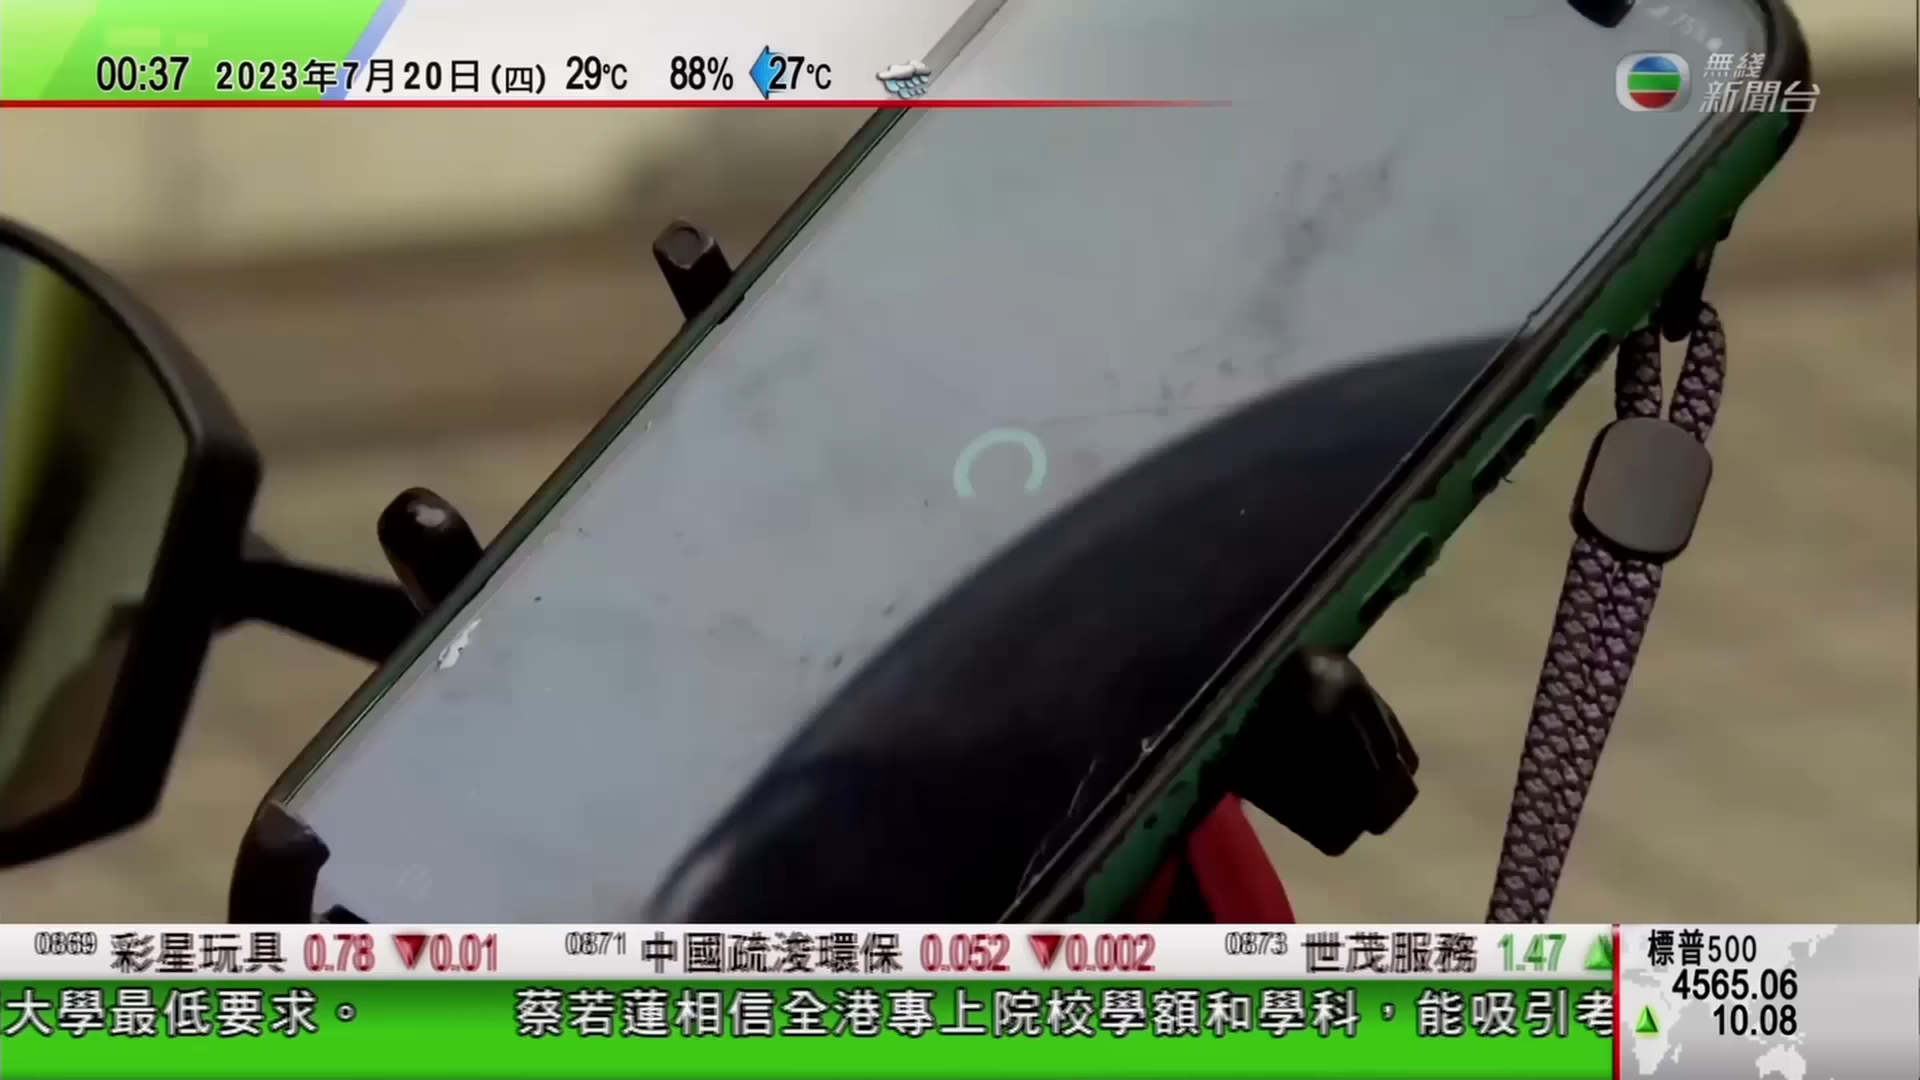 00:37 2023年7月20日(四) 29℃ 88% 27℃
無綫
新聞台
75%
0869 彩星玩具 0.78 ▼0.01 0871 中國疏浚環保 0.052 ▼0.002 0873 世茂服務 1.47 ▲
大學最低要求。 蔡若蓮相信全港專上院校學額和學科，能吸引考
標普500
4565.06
▲ 10.08